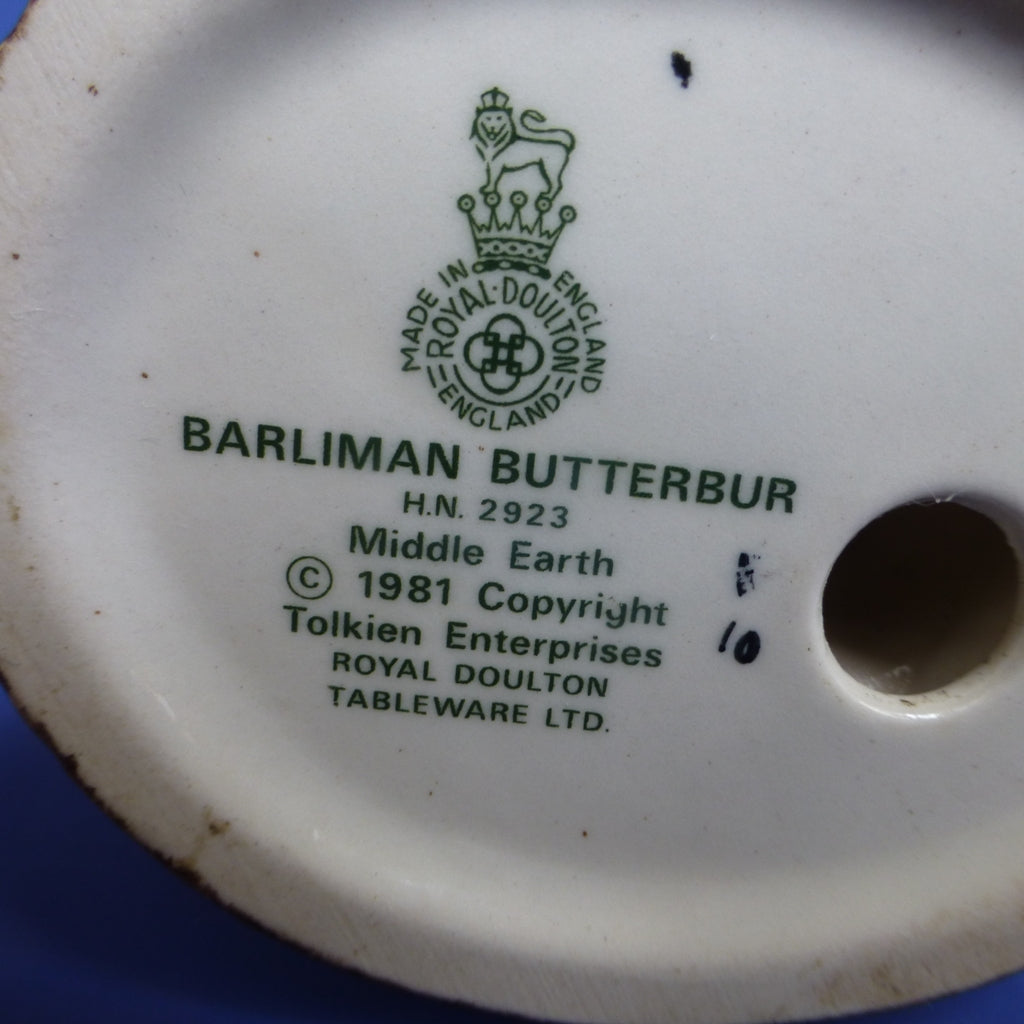 MADE IN ENGLAND
ROYAL·DOULTON
ENGLAND
BARLIMAN BUTTERBUR
H.N. 2923
Middle Earth
© 1981 Copyright
Tolkien Enterprises
ROYAL DOULTON
TABLEWARE LTD.
10